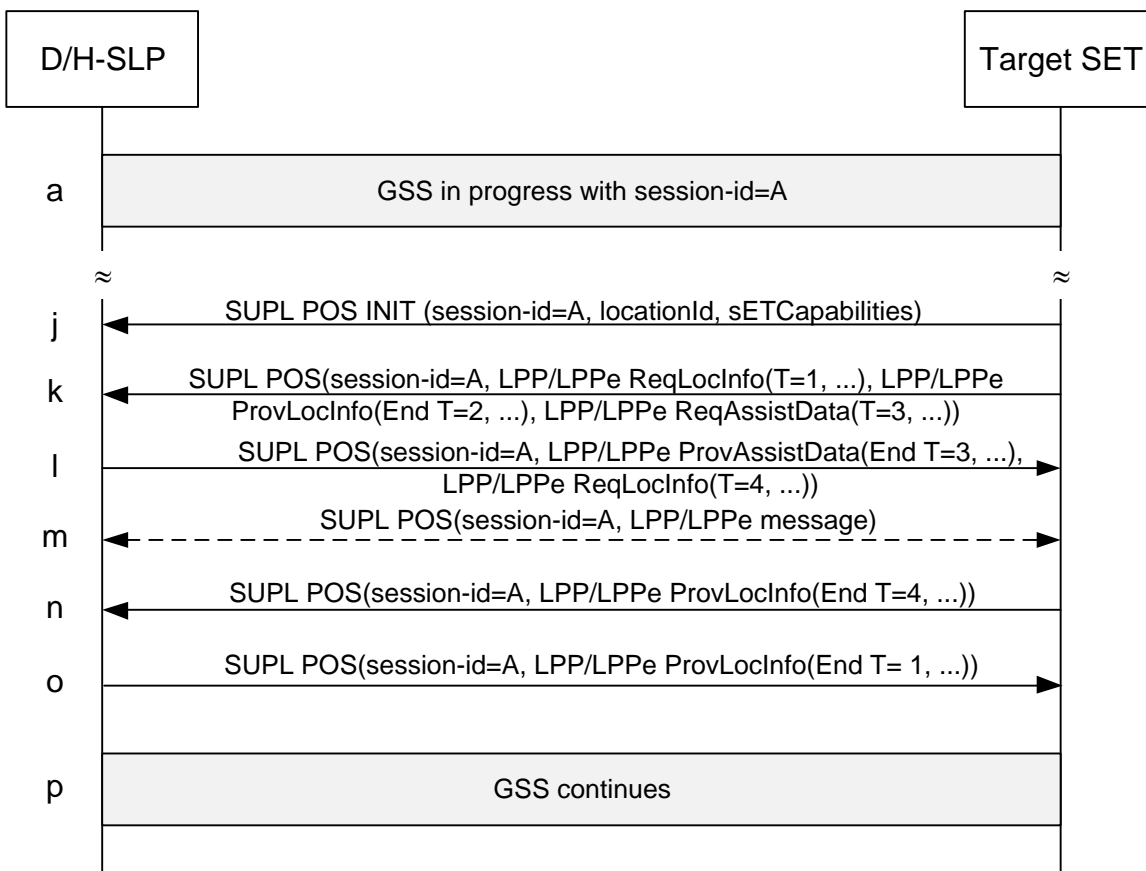 D/H-SLP
Target SET
a
GSS in progress with session-id=A
≈
≈
j
SUPL POS INIT (session-id=A, locationId, sETCapabilities)
k
SUPL POS(session-id=A, LPP/LPPe ReqLocInfo(T=1, ...), LPP/LPPe
ProvLocInfo(End T=2, ...), LPP/LPPe ReqAssistData(T=3, ...))
l
SUPL POS(session-id=A, LPP/LPPe ProvAssistData(End T=3, ...),
LPP/LPPe ReqLocInfo(T=4, ...))
m
SUPL POS(session-id=A, LPP/LPPe message)
n
SUPL POS(session-id=A, LPP/LPPe ProvLocInfo(End T=4, ...))
o
SUPL POS(session-id=A, LPP/LPPe ProvLocInfo(End T= 1, ...))
p
GSS continues